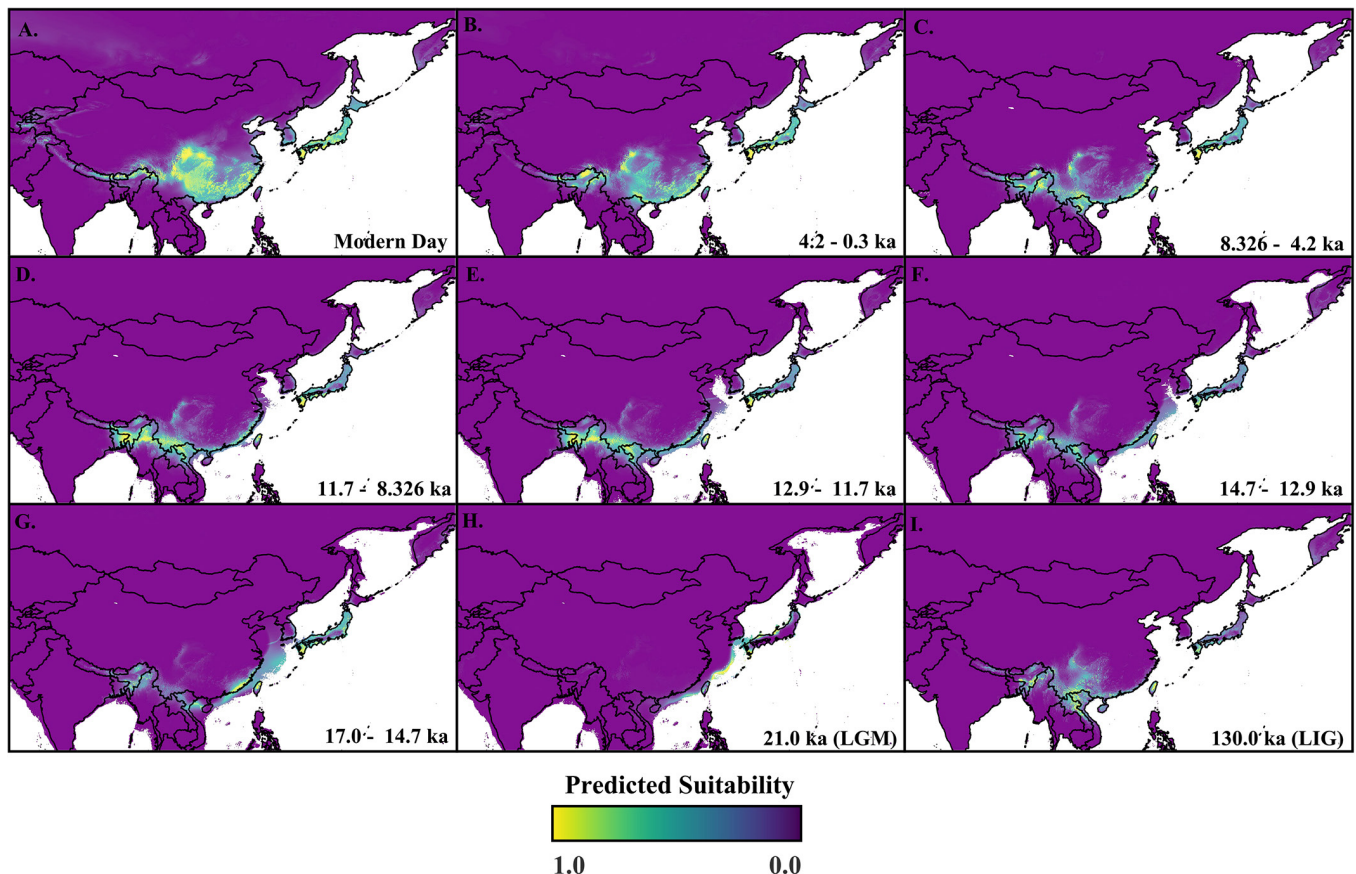 A.
Modern Day
B.
4.2 - 0.3 ka
C.
8.326 - 4.2 ka
D.
11.7 - 8.326 ka
E.
12.9 - 11.7 ka
F.
14.7 - 12.9 ka
G.
17.0 - 14.7 ka
H.
21.0 ka (LGM)
I.
130.0 ka (LIG)
Predicted Suitability
1.0 0.0